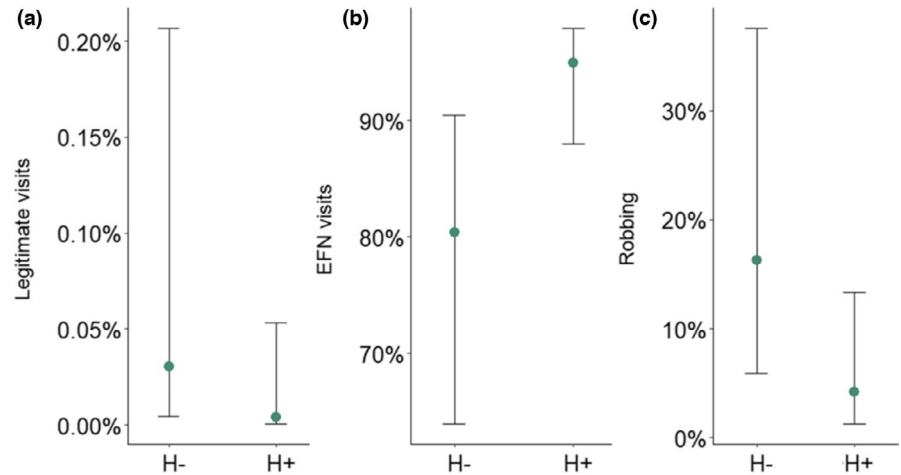 (a)
Legitimate visits
0.20%
0.15%
0.10%
0.05%
0.00%
H-
H+
(b)
EFN visits
90%
80%
70%
H-
H+
(c)
Robbing
30%
20%
10%
0%
H-
H+